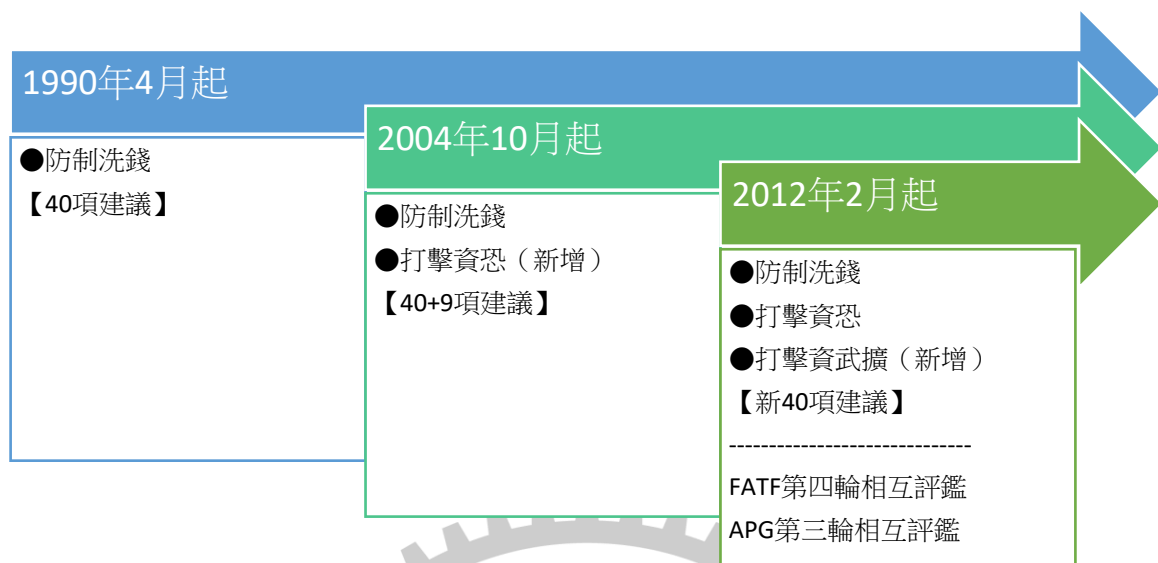 1990年4月起
●防制洗錢
【40項建議】
2004年10月起
●防制洗錢
●打擊資恐（新增）
【40+9項建議】
2012年2月起
●防制洗錢
●打擊資恐
●打擊資武擴（新增）
【新40項建議】
------------------------------
FATF第四輪相互評鑑
APG第三輪相互評鑑